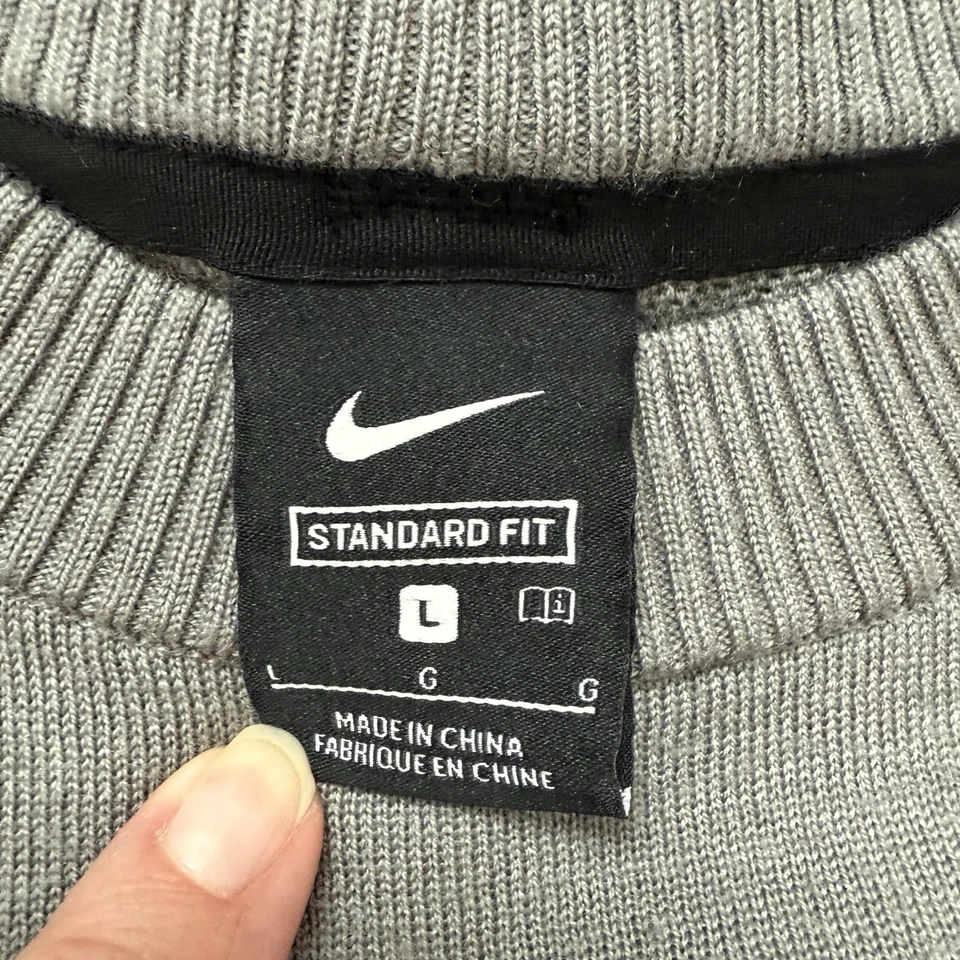 STANDARD FIT
L
i
L G G
MADE IN CHINA
FABRIQUE EN CHINE